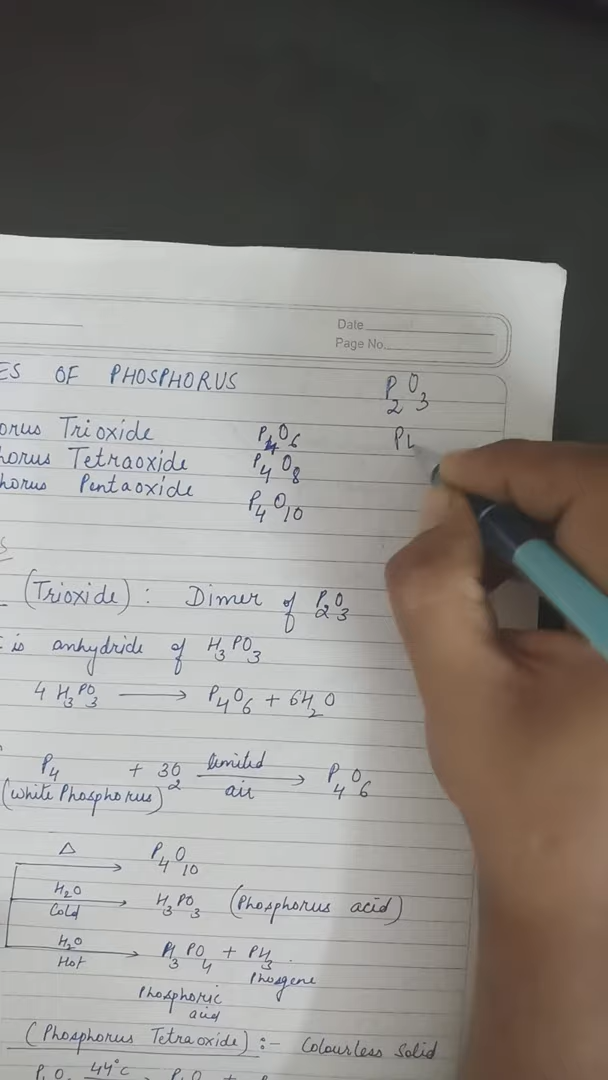 Date
Page No.
ES OF PHOSPHORUS
P2O3
orus Trioxide P4O6
P4
horus Tetraoxide P4O8
horus Pentaoxide P4O10
(Trioxide) : Dimer of P2O3
is anhydride of H3PO3
4 H3PO3 → P4O6 + 6H2O
P4 + 3O2 limited air → P4O6
(White Phosphorus)
Δ → P4O10
H2O Cold → H3PO3 (Phosphorus acid)
H2O Hot → H3PO4 + PH3.
Phosgene
Phosphoric acid
(Phosphorus Tetraoxide) :- Colourless Solid
44°C